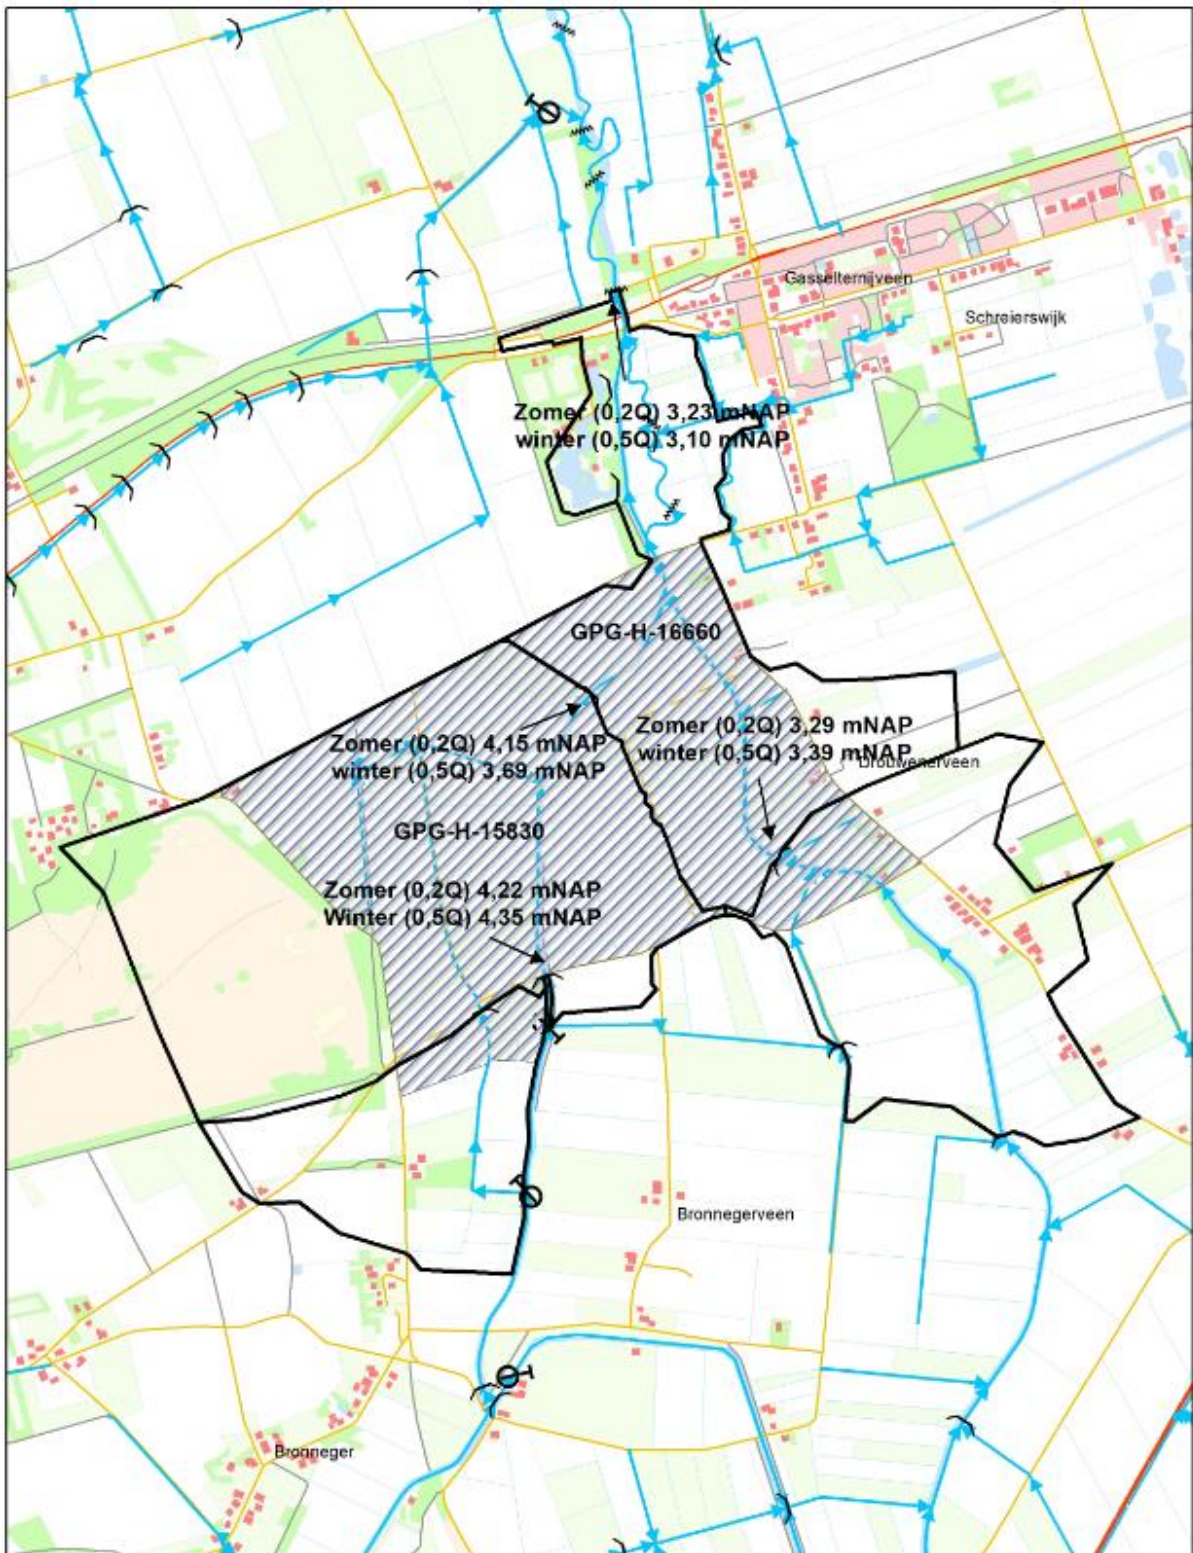 Gasselternijveen
Schreierswijk
Zomer (0,2Q) 3,23 mNAP
winter (0,5Q) 3,10 mNAP
GPG-H-16660
Zomer (0,2Q) 3,29 mNAP
winter (0,5Q) 3,39 mNAP
Drouwenerveen
Zomer (0,2Q) 4,15 mNAP
winter (0,5Q) 3,69 mNAP
GPG-H-15830
Zomer (0,2Q) 4,22 mNAP
Winter (0,5Q) 4,35 mNAP
Bronnegerveen
Bronneger